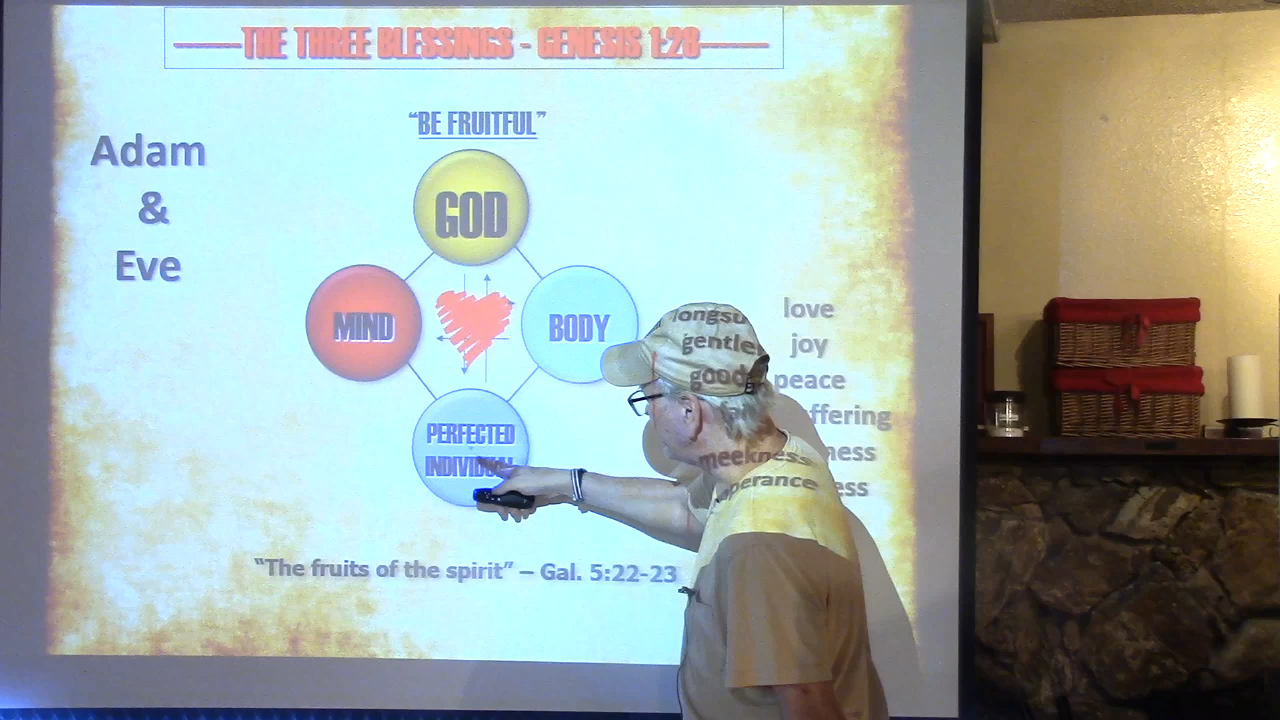 THE THREE BLESSINGS - GENESIS 1:28
"BE FRUITFUL"
Adam
&
Eve
GOD
MIND
BODY
PERFECTED
love
joy
peace
meekness
"The fruits of the spirit" – Gal. 5:22-23